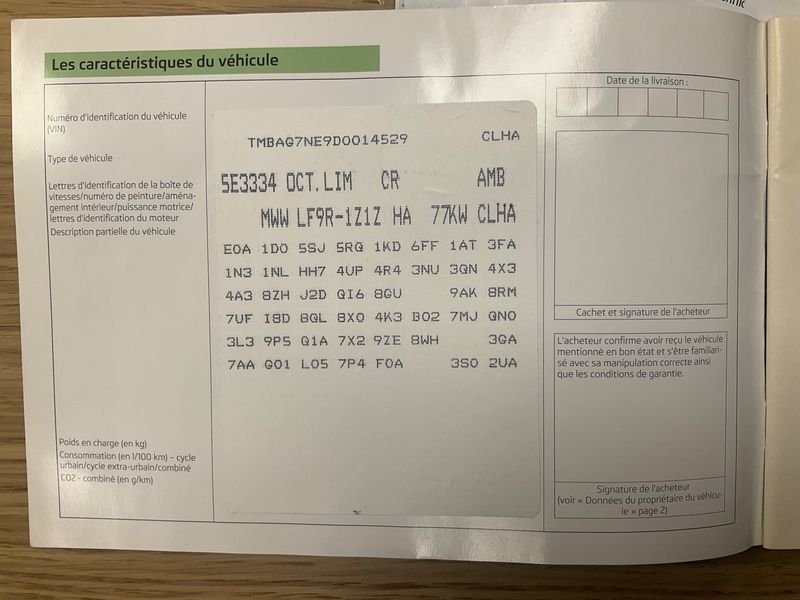 Les caractéristiques du véhicule
Numéro d'identification du véhicule
(VIN)
Type de véhicule
Lettres d'identification de la boîte de
vitesses/numéro de peinture/aména-
gement intérieur/puissance motrice/
lettres d'identification du moteur
Description partielle du véhicule
Poids en charge (en kg)
Consommation (en l/100 km) – cycle
urbain/cycle extra-urbain/combiné
CO2 - combiné (en g/km)
TMBAG7NE9D0014529 CLHA
5E3334 OCT.LIM CR AMB
MWW LF9R-1Z1Z HA 77KW CLHA
E0A 1D0 5SJ 5RQ 1KD 6FF 1AT 3FA
1N3 1NL HH7 4UP 4R4 3NU 3QN 4X3
4A3 8ZH J2D QI6 8GU 9AK 8RM
7UF I8D 8QL 8X0 4K3 B02 7MJ QN0
3L3 9P5 Q1A 7X2 9ZE 8WH 3GA
7AA G01 L05 7P4 F0A 3S0 2UA
Date de la livraison :
Cachet et signature de l'acheteur
L'acheteur confirme avoir reçu le véhicule
mentionné en bon état et s'être familiari-
sé avec sa manipulation correcte ainsi
que les conditions de garantie.
Signature de l'acheteur
(voir « Données du propriétaire du véhicu-
le » page 2)